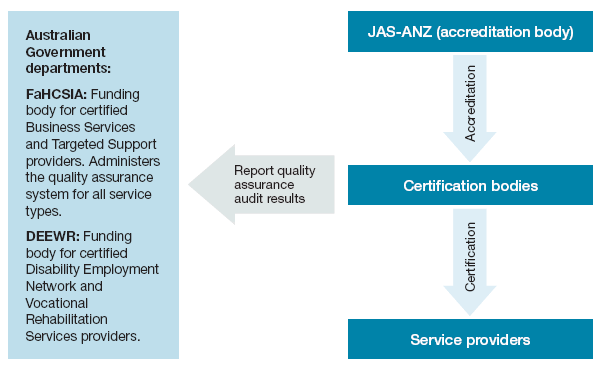 Australian
Government
departments:
FaHCSIA: Funding
body for certified
Business Services
and Targeted Support
providers. Administers
the quality assurance
system for all service
types.
DEEWR: Funding
body for certified
Disability Employment
Network and
Vocational
Rehabilitation
Services providers.
Report quality
assurance
audit results
JAS-ANZ (accreditation body)
Accreditation
Certification bodies
Certification
Service providers